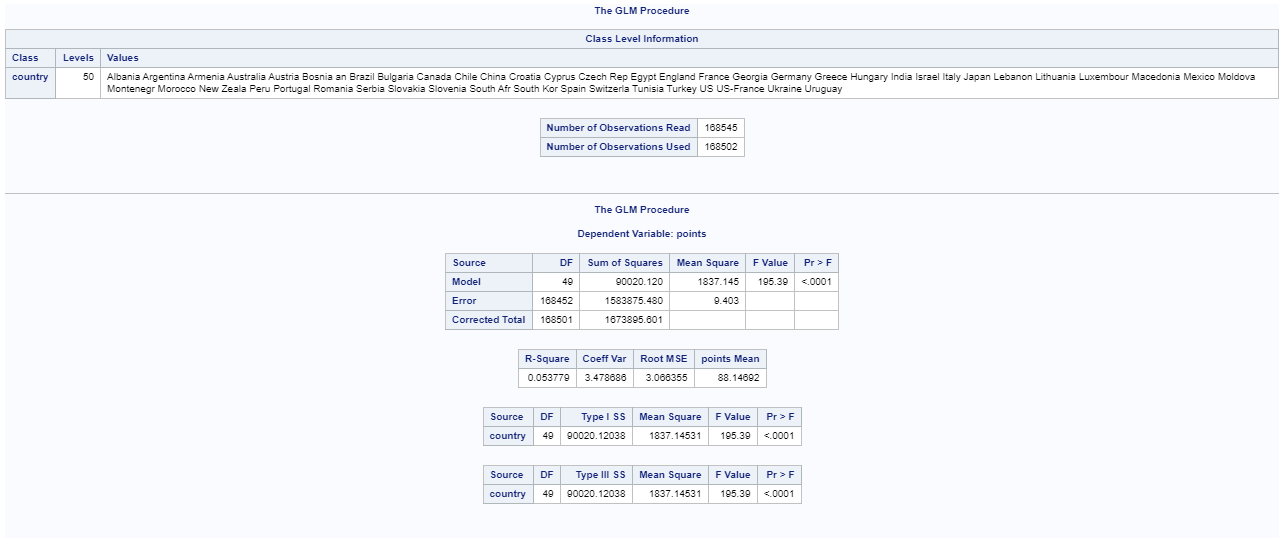 The GLM Procedure
Class Level Information
Class Levels Values
country 50 Albania Argentina Armenia Australia Austria Bosnia an Brazil Bulgaria Canada Chile China Croatia Cyprus Czech Rep Egypt England France Georgia Germany Greece Hungary India Israel Italy Japan Lebanon Lithuania Luxembour Macedonia Mexico Moldova
Montenegr Morocco New Zeala Peru Portugal Romania Serbia Slovakia Slovenia South Afr South Kor Spain Switzerla Tunisia Turkey US US-France Ukraine Uruguay
Number of Observations Read 168545
Number of Observations Used 168502
The GLM Procedure
Dependent Variable: points
Source DF Sum of Squares Mean Square F Value Pr > F
Model 49 90020.120 1837.145 195.39 <.0001
Error 168452 1583875.480 9.403
Corrected Total 168501 1673895.601
R-Square Coeff Var Root MSE points Mean
0.053779 3.478686 3.066355 88.14692
Source DF Type I SS Mean Square F Value Pr > F
country 49 90020.12038 1837.14531 195.39 <.0001
Source DF Type III SS Mean Square F Value Pr > F
country 49 90020.12038 1837.14531 195.39 <.0001